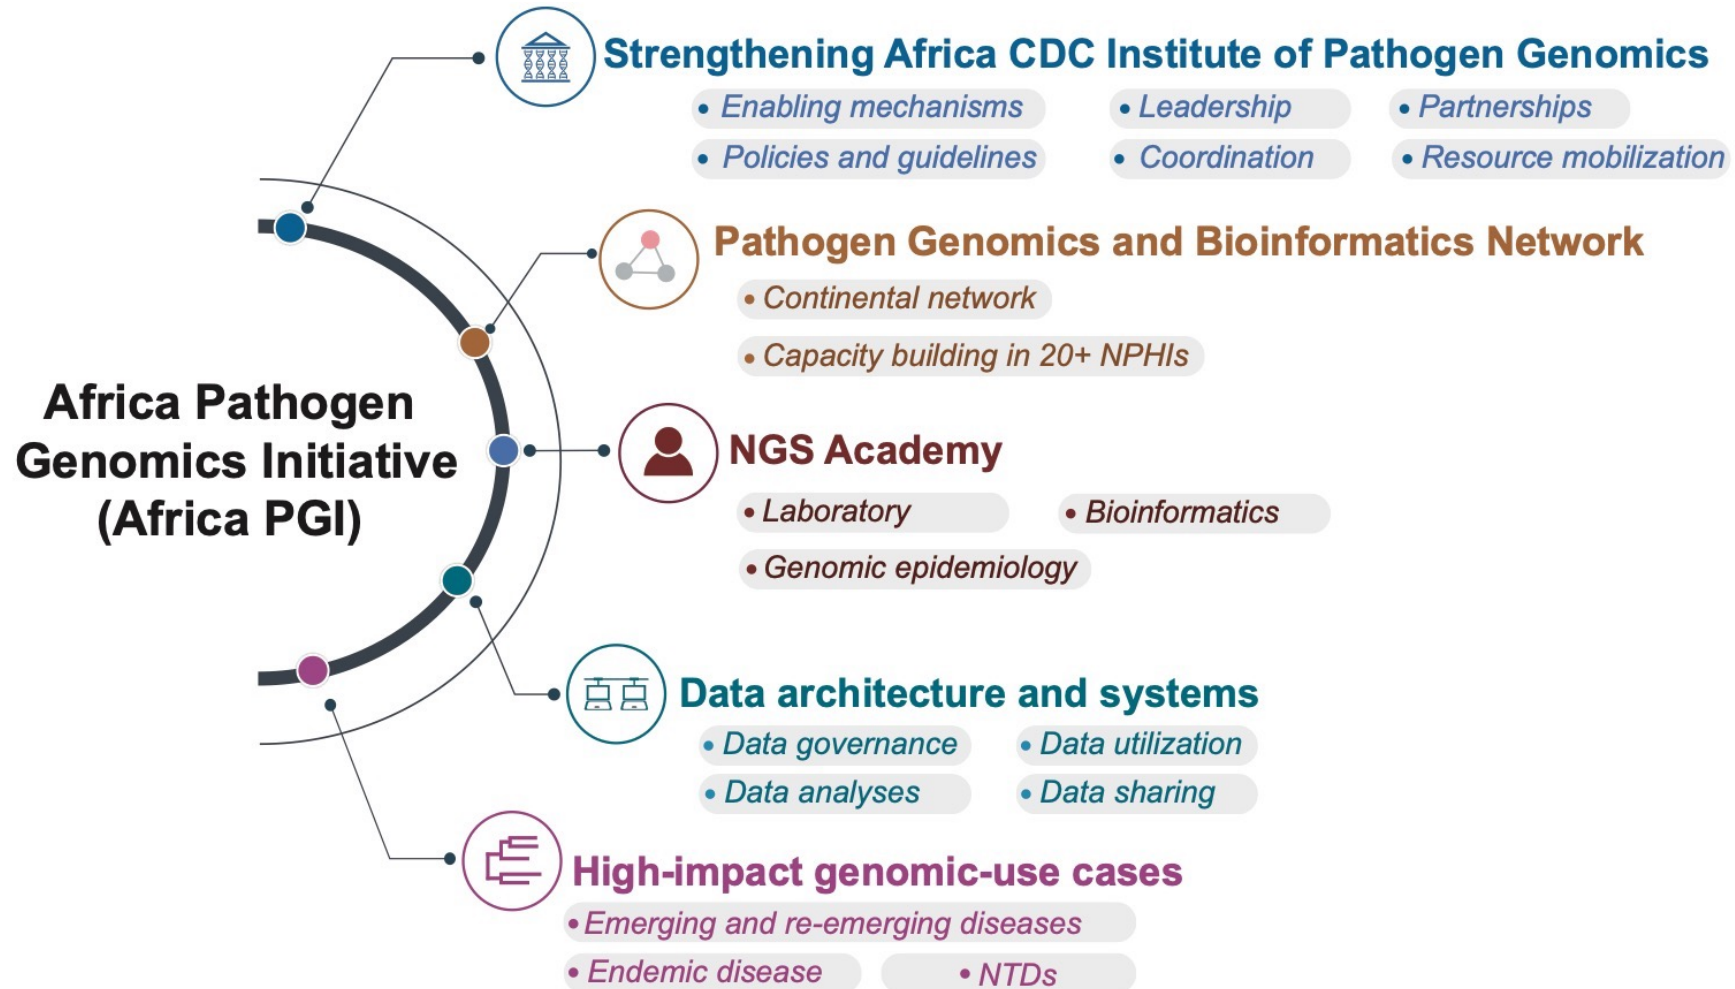 Strengthening Africa CDC Institute of Pathogen Genomics
• Enabling mechanisms • Leadership • Partnerships
• Policies and guidelines • Coordination • Resource mobilization
Pathogen Genomics and Bioinformatics Network
• Continental network
• Capacity building in 20+ NPHIs
Africa Pathogen
Genomics Initiative
(Africa PGI)
NGS Academy
• Laboratory • Bioinformatics
• Genomic epidemiology
Data architecture and systems
• Data governance • Data utilization
• Data analyses • Data sharing
High-impact genomic-use cases
• Emerging and re-emerging diseases
• Endemic disease • NTDs